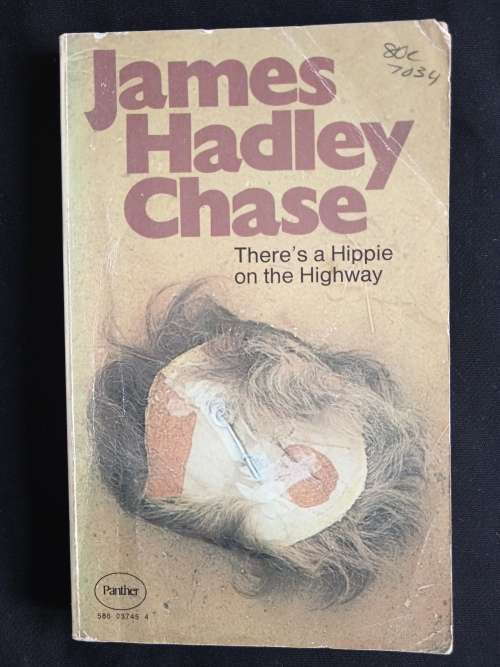 80c
7034
James
Hadley
Chase
There's a Hippie
on the Highway
Panther
586 03745 4